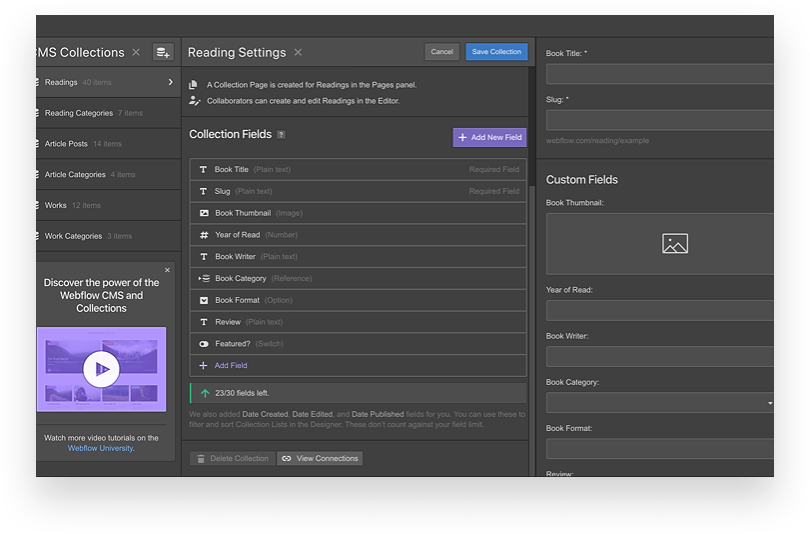 CMS Collections
Readings 40 items
Reading Categories 7 items
Article Posts 14 items
Article Categories 4 items
Works 12 items
Work Categories 3 items
Discover the power of the
Webflow CMS and
Collections
Watch more video tutorials on the
Webflow University.
Reading Settings
Cancel
Save Collection
A Collection Page is created for Readings in the Pages panel.
Collaborators can create and edit Readings in the Editor.
Collection Fields ?
Add New Field
Book Title (Plain text) Required Field
Slug (Plain text) Required Field
Book Thumbnail (Image)
Year of Read (Number)
Book Writer (Plain text)
Book Category (Reference)
Book Format (Option)
Review (Plain text)
Featured? (Switch)
Add Field
23/30 fields left.
We also added Date Created, Date Edited, and Date Published fields for you. You can use these to
filter and sort Collection Lists in the Designer. These don't count against your field limit.
Delete Collection
View Connections
Book Title: *
Slug: *
webflow.com/reading/example
Custom Fields
Book Thumbnail:
Year of Read:
Book Writer:
Book Category:
Book Format:
Review: